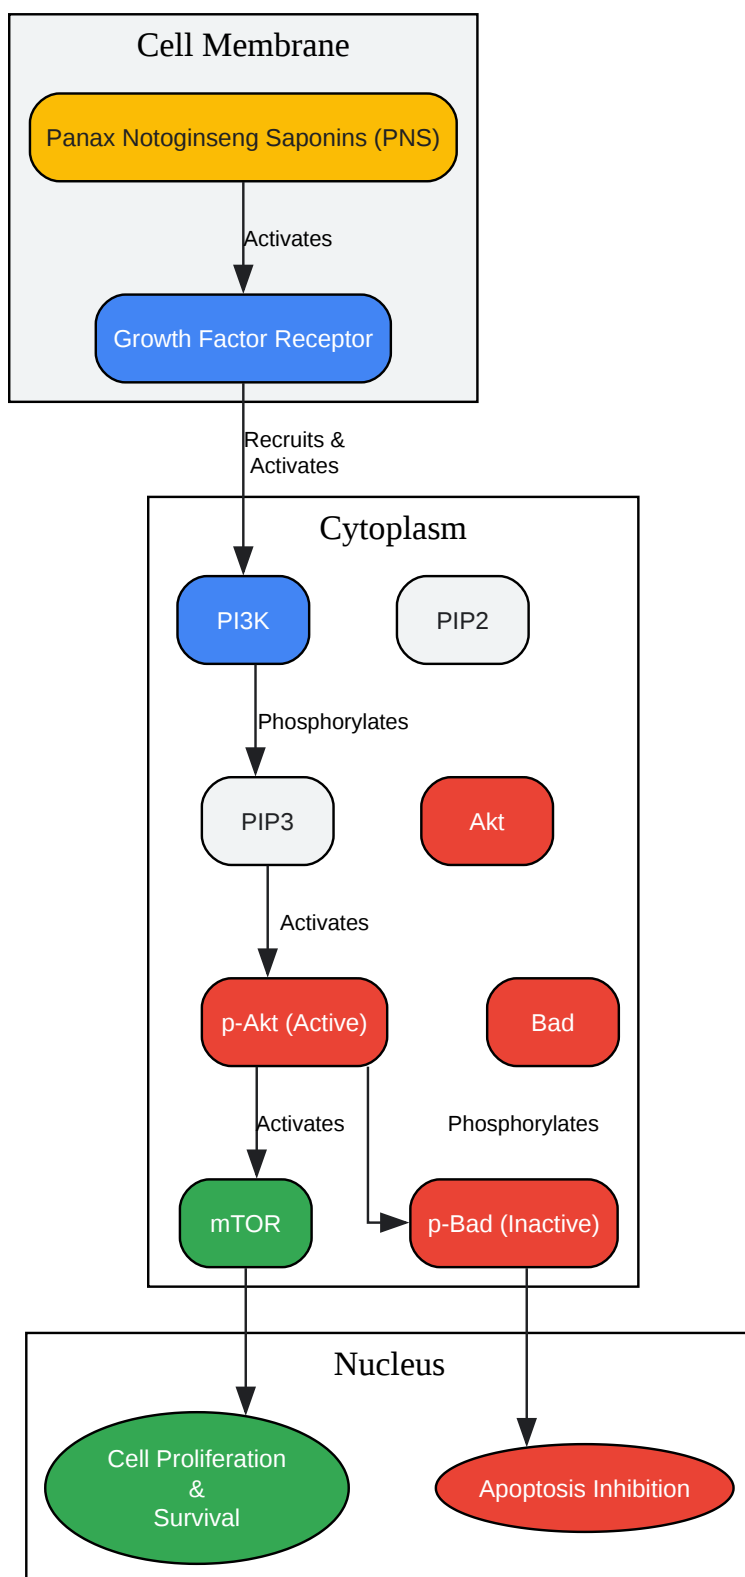 Cell Membrane
Panax Notoginseng Saponins (PNS)
Activates
Growth Factor Receptor
Recruits &
Activates
Cytoplasm
PI3K
PIP2
Phosphorylates
PIP3
Akt
Activates
p-Akt (Active)
Bad
Activates
Phosphorylates
mTOR
p-Bad (Inactive)
Nucleus
Cell Proliferation
&
Survival
Apoptosis Inhibition